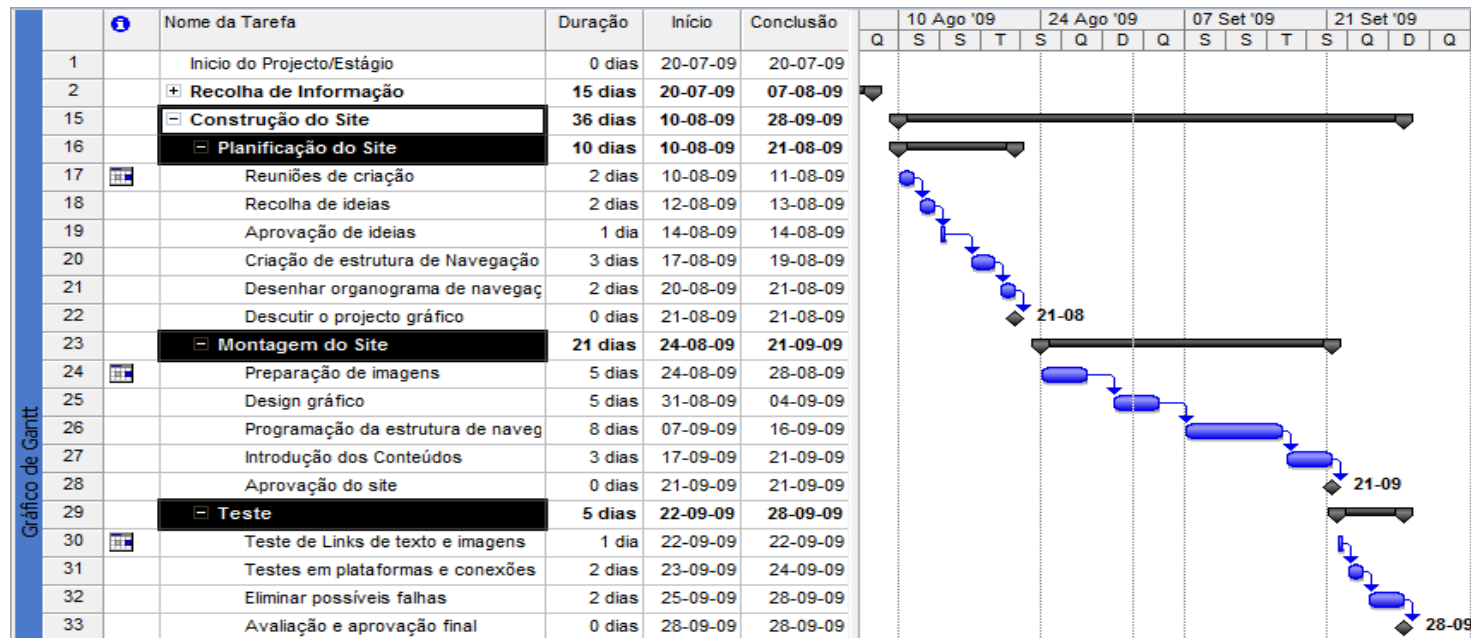 Nome da Tarefa Duração Início Conclusão 10 Ago '09 24 Ago '09 07 Set '09 21 Set '09
Q S S T S Q D Q S S T S Q D Q
1 Inicio do Projecto/Estágio 0 dias 20-07-09 20-07-09
2 Recolha de Informação 15 dias 20-07-09 07-08-09
15 Construção do Site 36 dias 10-08-09 28-09-09
16 Planificação do Site 10 dias 10-08-09 21-08-09
17 Reuniões de criação 2 dias 10-08-09 11-08-09
18 Recolha de ideias 2 dias 12-08-09 13-08-09
19 Aprovação de ideias 1 dia 14-08-09 14-08-09
20 Criação de estrutura de Navegação 3 dias 17-08-09 19-08-09
21 Desenhar organograma de navegaç 2 dias 20-08-09 21-08-09
22 Descutir o projecto gráfico 0 dias 21-08-09 21-08-09 21-08
23 Montagem do Site 21 dias 24-08-09 21-09-09
24 Preparação de imagens 5 dias 24-08-09 28-08-09
25 Design gráfico 5 dias 31-08-09 04-09-09
26 Programação da estrutura de naveg 8 dias 07-09-09 16-09-09
27 Introdução dos Conteúdos 3 dias 17-09-09 21-09-09
28 Aprovação do site 0 dias 21-09-09 21-09-09 21-09
29 Teste 5 dias 22-09-09 28-09-09
30 Teste de Links de texto e imagens 1 dia 22-09-09 22-09-09
31 Testes em plataformas e conexões 2 dias 23-09-09 24-09-09
32 Eliminar possíveis falhas 2 dias 25-09-09 28-09-09
33 Avaliação e aprovação final 0 dias 28-09-09 28-09-09 28-09
Gráfico de Gantt